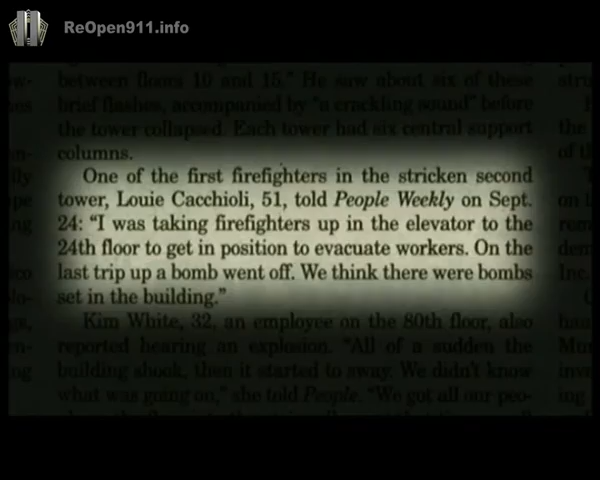 ReOpen911.info
between floors 10 and 15." He saw about six of these
brief flashes, accompanied by "a crackling sound" before
the tower collapsed. Each tower had six central support
columns.
One of the first firefighters in the stricken second
tower, Louie Cacchioli, 51, told People Weekly on Sept.
24: "I was taking firefighters up in the elevator to the
24th floor to get in position to evacuate workers. On the
last trip up a bomb went off. We think there were bombs
set in the building."
Kim White, 32, an employee on the 80th floor, also
reported hearing an explosion. "All of a sudden the
building shook, then it started to sway. We didn't know
what was going on," she told People. "We got all our peo-